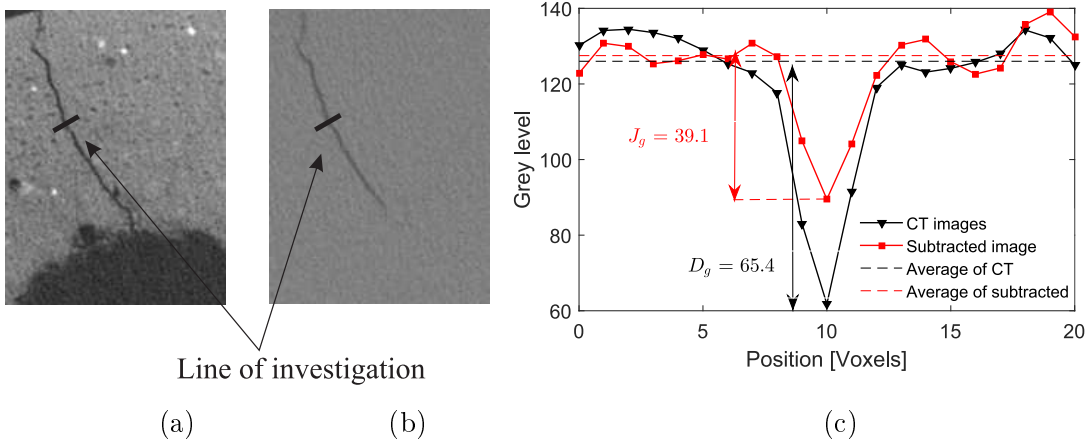 Line of investigation
(a)
(b)
140
120
100
80
60
Grey level
J_g = 39.1
D_g = 65.4
CT images
Subtracted image
Average of CT
Average of subtracted
0
5
10
15
20
Position [Voxels]
(c)